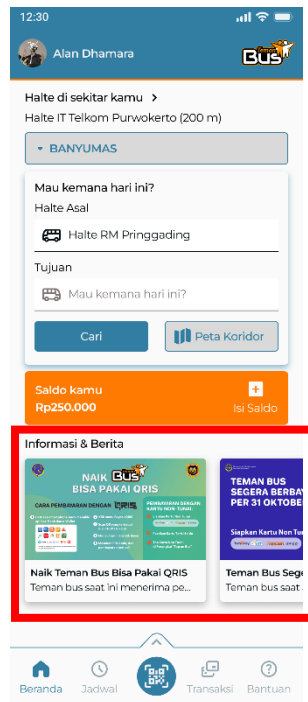 12:30
Alan Dhamara
Teman
Bus
Halte di sekitar kamu >
Halte IT Telkom Purwokerto (200 m)
BANYUMAS
Mau kemana hari ini?
Halte Asal
Halte RM Pringgading
Tujuan
Mau kemana hari ini?
Cari
Peta Koridor
Saldo kamu
Rp250.000
Isi Saldo
Informasi & Berita
NAIK Bus
BISA PAKAI QRIS
CARA PEMBAYARAN DENGAN QRIS
PEMBAYARAN DENGAN
KARTU NON-TUNAI:
Naik Teman Bus Bisa Pakai QRIS
Teman bus saat ini menerima pe...
TEMAN BUS
SEGERA BERBA
PER 31 OKTOBE
Siapkan Kartu Non Tu
Teman Bus Sege
Teman bus saat
Beranda
Jadwal
Transaksi
Bantuan